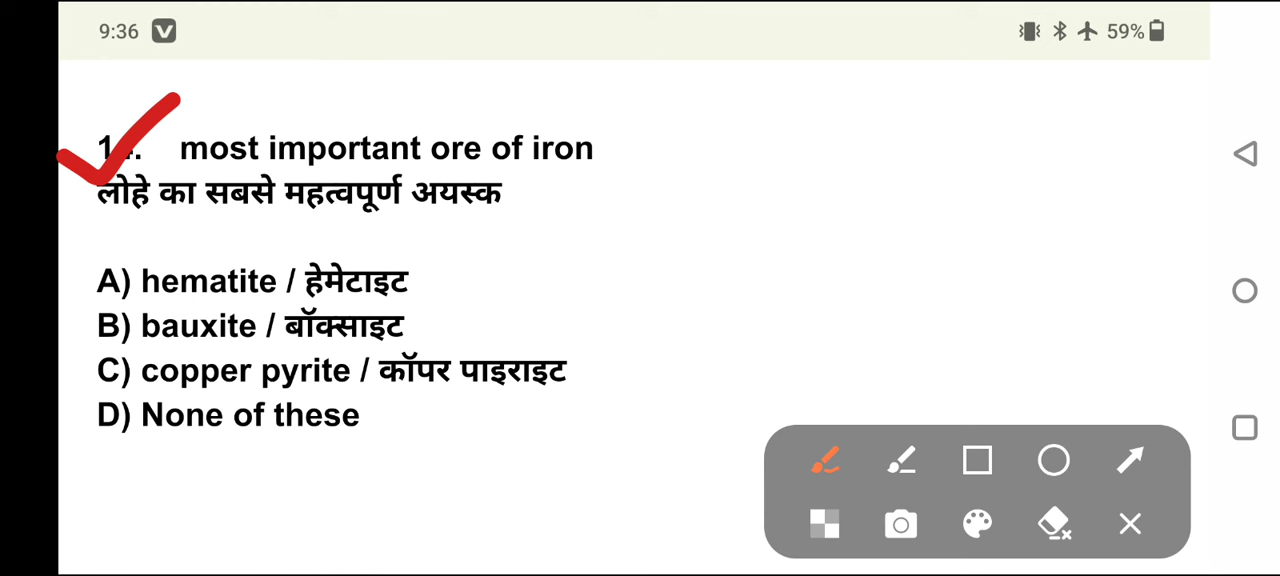 9:36
59%
most important ore of iron
लोहे का सबसे महत्वपूर्ण अयस्क
A) hematite / हेमेटाइट
B) bauxite / बॉक्साइट
C) copper pyrite / कॉपर पाइराइट
D) None of these